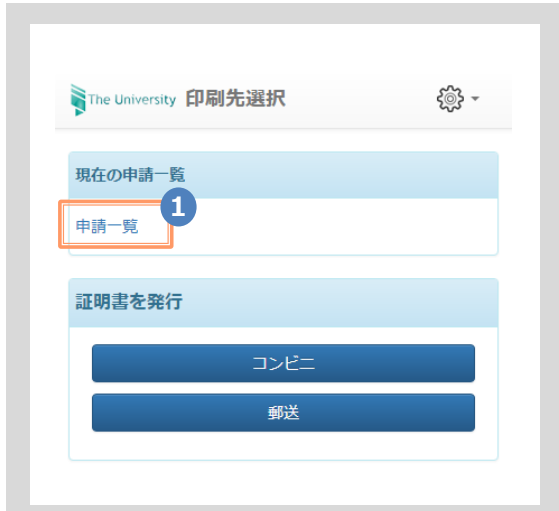 The University 印刷先選択
現在の申請一覧
1
申請一覧
証明書を発行
コンビニ
郵送